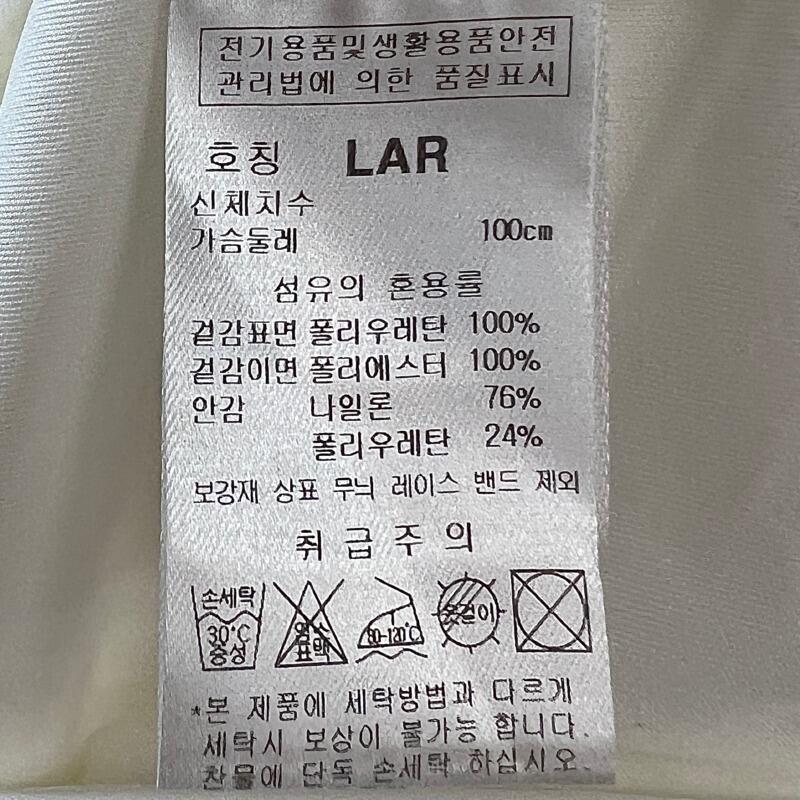 전기용품및생활용품안전
관리법에 의한 품질표시
호칭 LAR
신체치수
가슴둘레 100cm
섬유의 혼용률
겉감표면 폴리우레탄 100%
겉감이면 폴리에스터 100%
안감 나일론 76%
폴리우레탄 24%
보강재 상표 무늬 레이스 밴드 제외
취급주의
손세탁
30°C
중성
염소
표백
80-120°C
옷걸이
*본 제품에 세탁방법과 다르게
세탁시 보상이 불가능 합니다.
찬물에 단독 손세탁 하십시오.